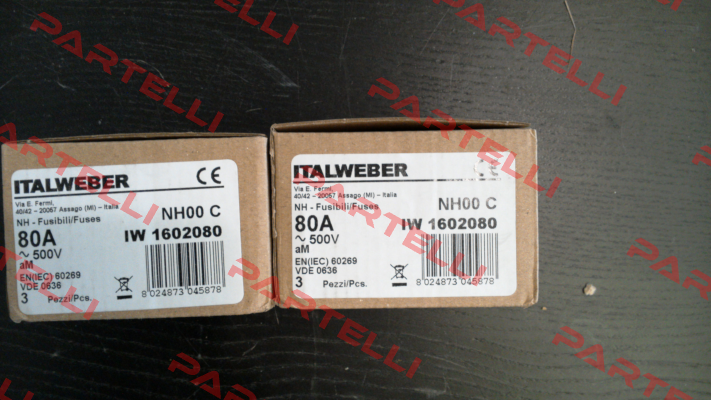 ITALWEBER
Via E. Fermi,
40/42 - 20057 Assago (MI) - Italia
NH - Fusibili/Fuses
NH00 C
80A
IW 1602080
~ 500V
aM
EN(IEC) 60269
VDE 0636
3 Pezzi/Pcs.
8 024873 045878
ITALWEBER
Via E. Fermi,
40/42 - 20057 Assago (MI) - Italia
NH - Fusibili/Fuses
NH00 C
80A
IW 1602080
~ 500V
aM
EN(IEC) 60269
VDE 0636
3 Pezzi/Pcs.
8 024873 045878
PARTELLI
PARTELLI
PARTELLI
PARTELLI
PARTELLI
PARTELLI